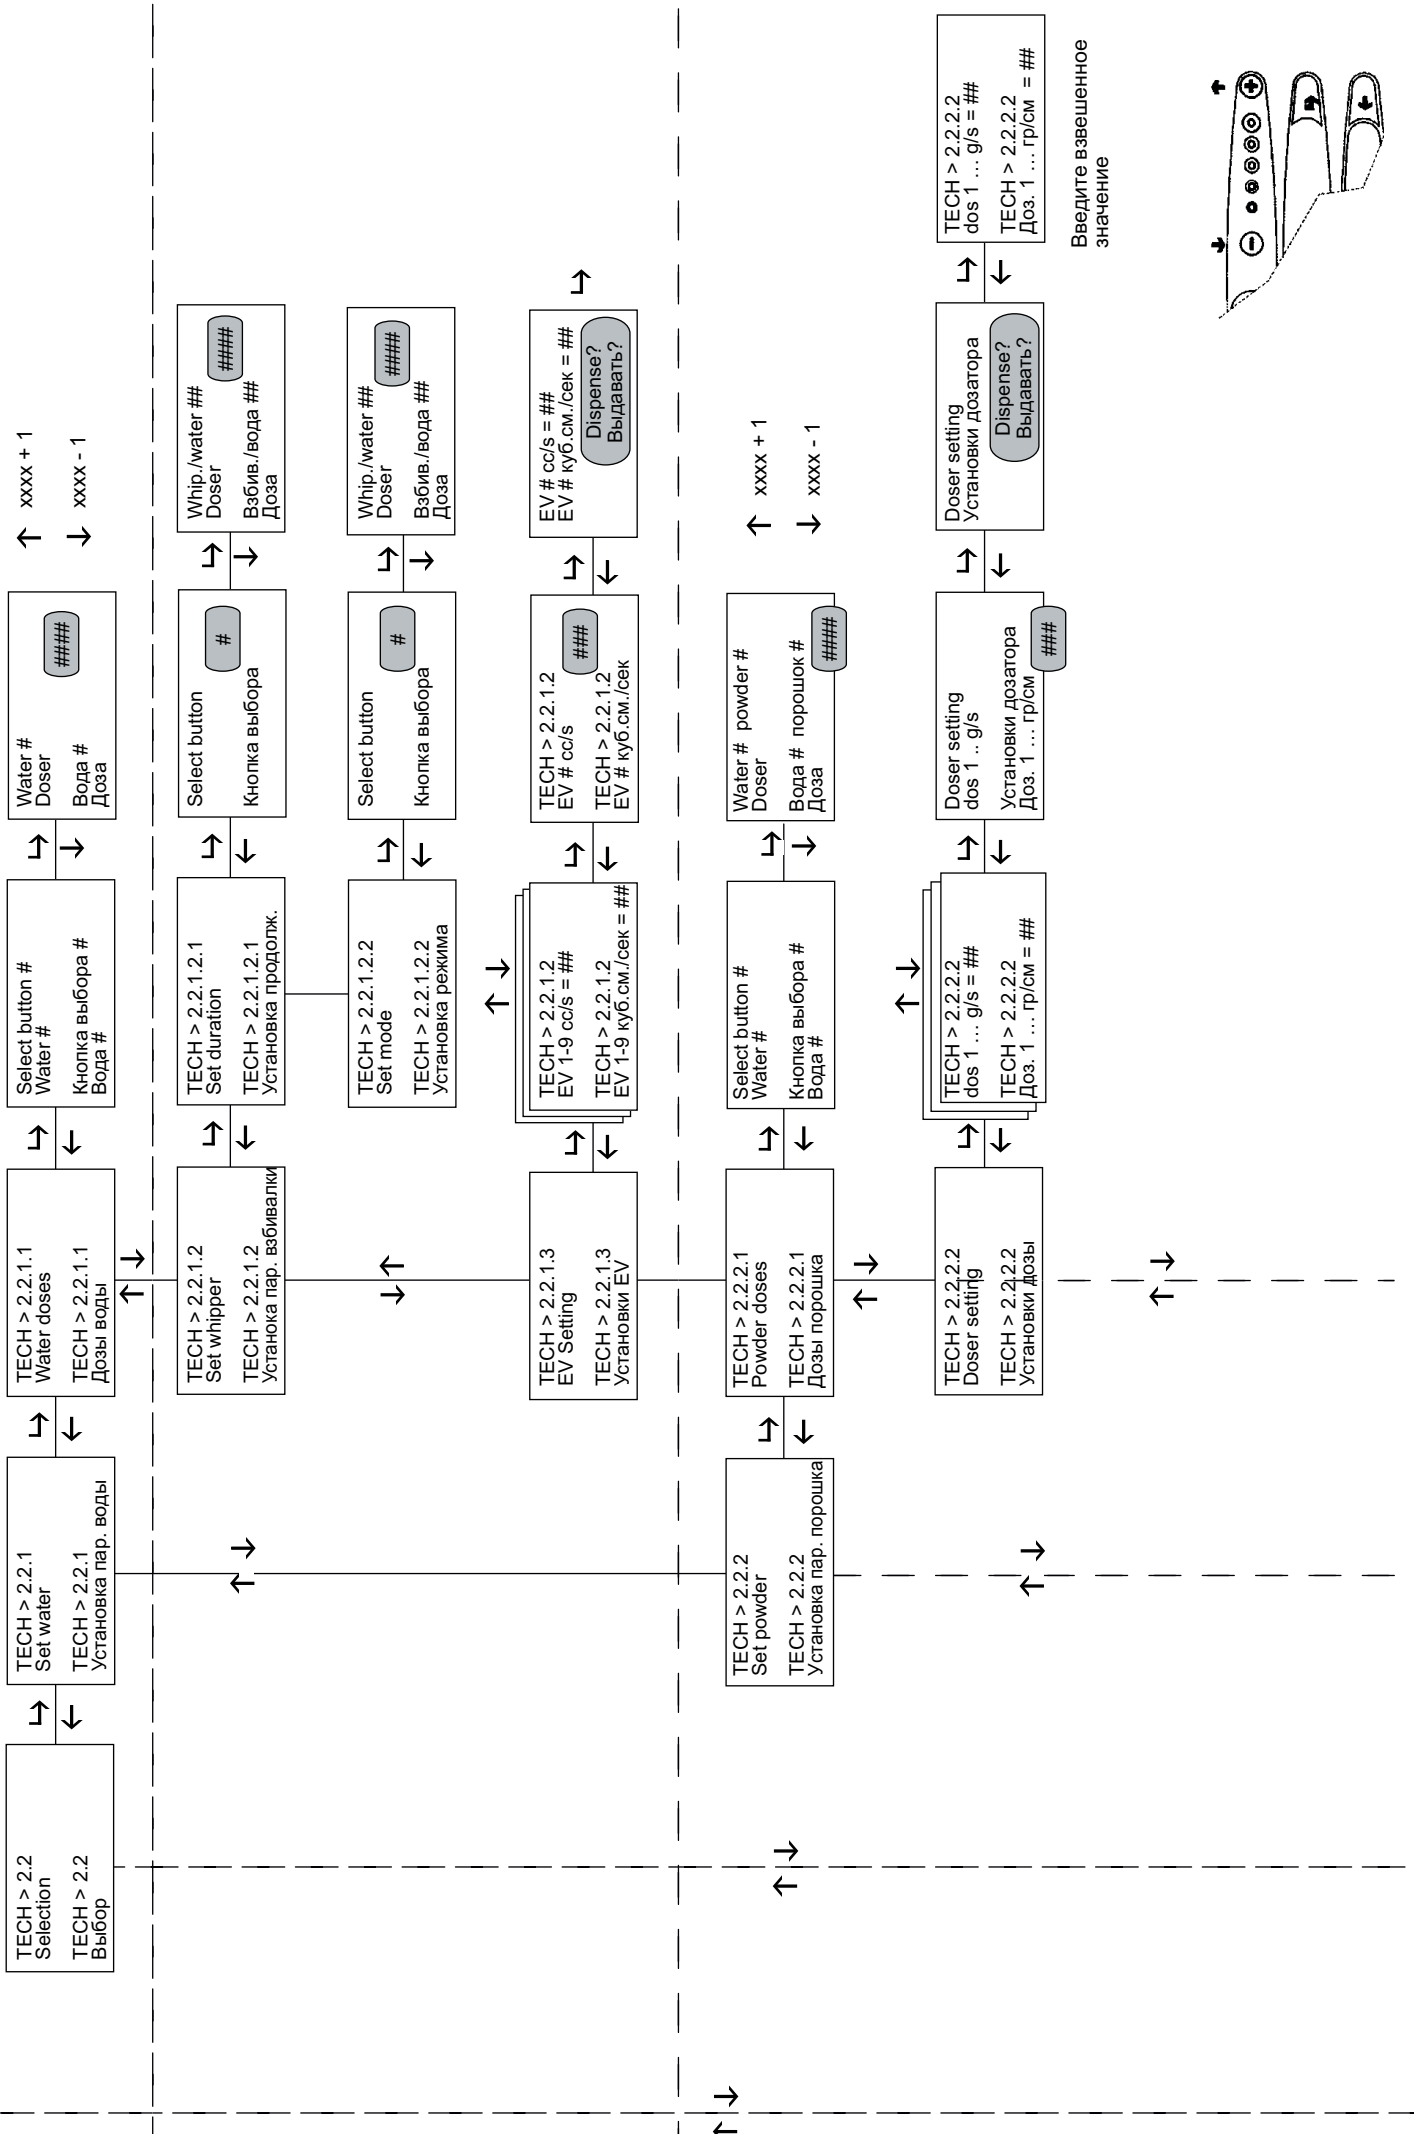 TECH > 2.2
Selection
TECH > 2.2
Выбор
TECH > 2.2.1
Set water
TECH > 2.2.1
Установка пар. воды
TECH > 2.2.1.1
Water doses
TECH > 2.2.1.1
Дозы воды
Select button #
Water #
Кнопка выбора #
Вода #
Water #
Doser
Вода #
Доза
####
xxxx + 1
xxxx - 1
TECH > 2.2.1.2
Set whipper
TECH > 2.2.1.2
Устанока пар. взбивалки
TECH > 2.2.1.2.1
Set duration
TECH > 2.2.1.2.1
Установка продолж.
Select button
Кнопка выбора
#
Whip./water ##
Doser
Взбив./вода ##
Доза
####
TECH > 2.2.1.2.2
Set mode
TECH > 2.2.1.2.2
Установка режима
Select button
Кнопка выбора
#
Whip./water ##
Doser
Взбив./вода ##
Доза
####
TECH > 2.2.1.3
EV Setting
TECH > 2.2.1.3
Установки EV
TECH > 2.2.1.2
EV 1-9 cc/s = ##
TECH > 2.2.1.2
EV 1-9 куб.см./сек = ##
TECH > 2.2.1.2
EV # cc/s
TECH > 2.2.1.2
EV # куб.см./сек
###
EV # cc/s = ##
EV # куб.см./сек = ##
Dispense?
Выдавать?
TECH > 2.2.2
Set powder
TECH > 2.2.2
Установка пар. порошка
TECH > 2.2.2.1
Powder doses
TECH > 2.2.2.1
Дозы порошка
Select button #
Water #
Кнопка выбора #
Вода #
Water # powder #
Doser
Вода # порошок #
Доза
####
xxxx + 1
xxxx - 1
TECH > 2.2.2.2
Doser setting
TECH > 2.2.2.2
Установки дозы
TECH > 2.2.2.2
dos 1 ... g/s = ##
TECH > 2.2.2.2
Доз. 1 ... гр/см = ##
Doser setting
dos 1 .. g/s
Установки дозатора
Доз. 1 ... гр/см
###
Doser setting
Установки дозатора
Dispense?
Выдавать?
TECH > 2.2.2.2
dos 1 ... g/s = ##
TECH > 2.2.2.2
Доз. 1 ... гр/см = ##
Введите взвешенное
значение